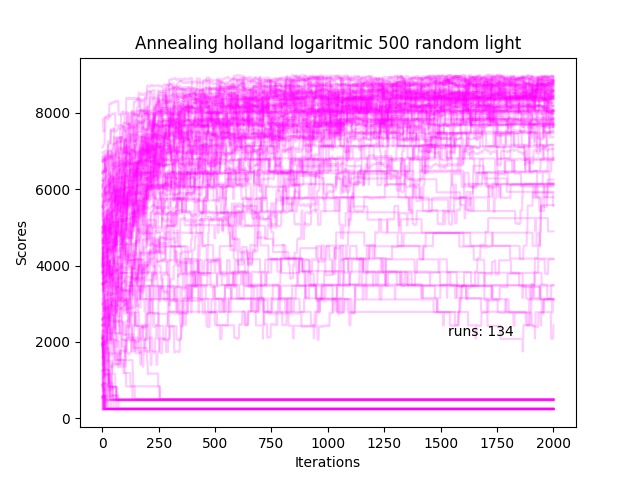 Annealing holland logaritmic 500 random light
8000
6000
4000
2000
0
Scores
runs: 134
0 250 500 750 1000 1250 1500 1750 2000
Iterations